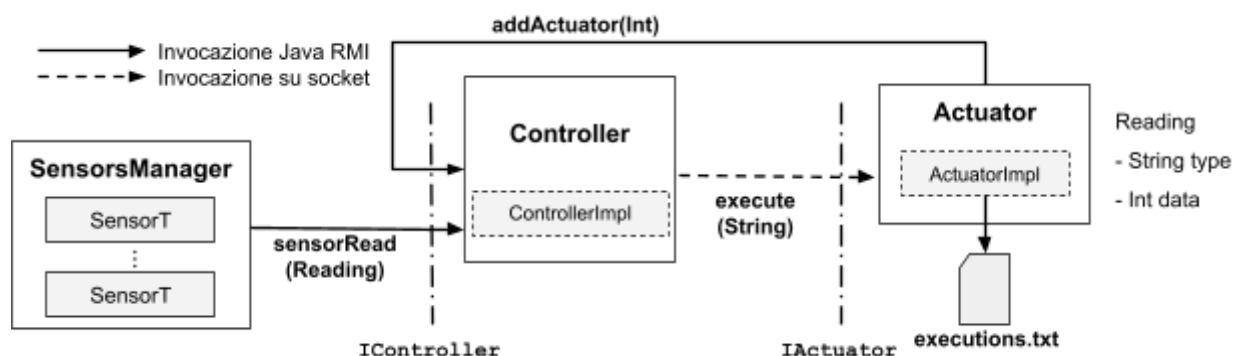 addActuator(Int)
Invocazione Java RMI
Invocazione su socket
Controller
Actuator
Reading
- String type
- Int data
SensorsManager
ActuatorImpl
SensorT
ControllerImpl
execute
(String)
sensorRead
(Reading)
SensorT
executions.txt
IController
IActuator